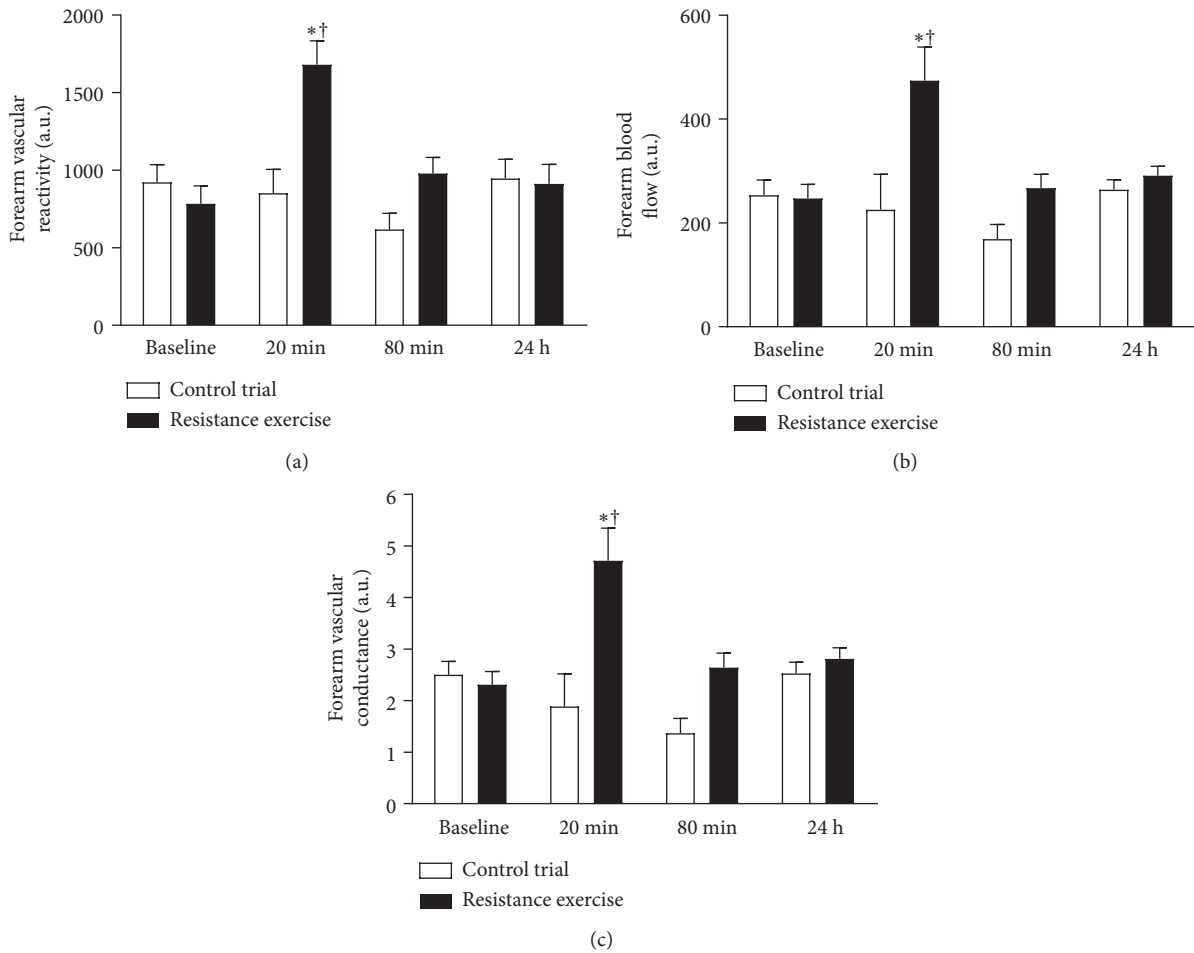 2000
1500
1000
500
0
Forearm vascular
reactivity (a.u.)
*†
Baseline 20 min 80 min 24 h
Control trial
Resistance exercise
(a)
600
400
200
0
Forearm blood
flow (a.u.)
*†
Baseline 20 min 80 min 24 h
Control trial
Resistance exercise
(b)
6
5
4
3
2
1
0
Forearm vascular
conductance (a.u.)
*†
Baseline 20 min 80 min 24 h
Control trial
Resistance exercise
(c)